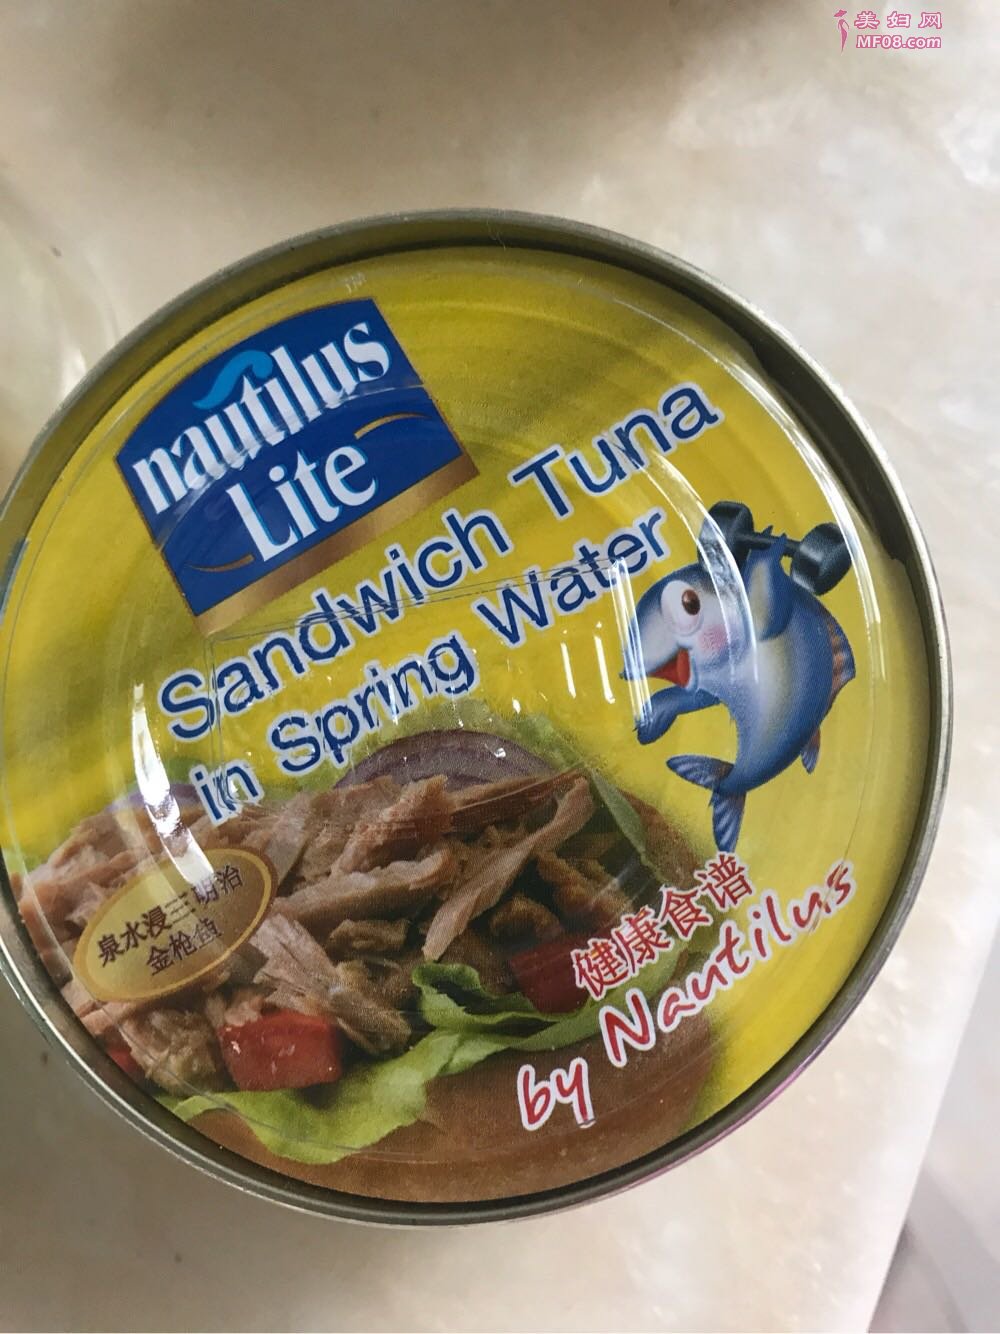 美妇网
MF08.com
nautilus
Lite
Sandwich Tuna
in Spring Water
泉水浸三明治
金枪鱼
健康食谱
by Nautilus